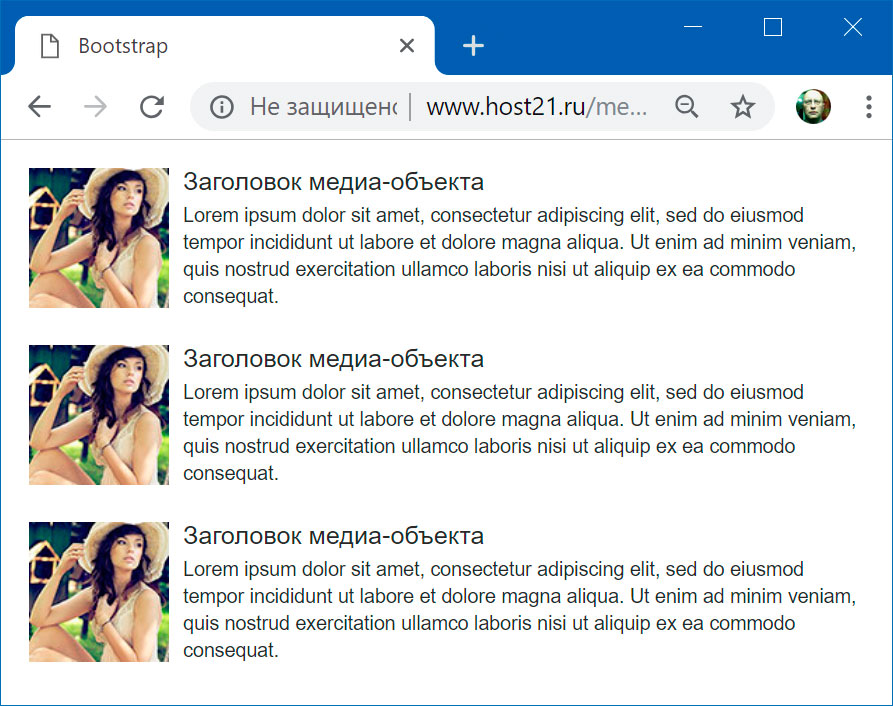 Bootstrap
Не защищено www.host21.ru/me...
Заголовок медиа-объекта
Lorem ipsum dolor sit amet, consectetur adipiscing elit, sed do eiusmod
tempor incididunt ut labore et dolore magna aliqua. Ut enim ad minim veniam,
quis nostrud exercitation ullamco laboris nisi ut aliquip ex ea commodo
consequat.
Заголовок медиа-объекта
Lorem ipsum dolor sit amet, consectetur adipiscing elit, sed do eiusmod
tempor incididunt ut labore et dolore magna aliqua. Ut enim ad minim veniam,
quis nostrud exercitation ullamco laboris nisi ut aliquip ex ea commodo
consequat.
Заголовок медиа-объекта
Lorem ipsum dolor sit amet, consectetur adipiscing elit, sed do eiusmod
tempor incididunt ut labore et dolore magna aliqua. Ut enim ad minim veniam,
quis nostrud exercitation ullamco laboris nisi ut aliquip ex ea commodo
consequat.